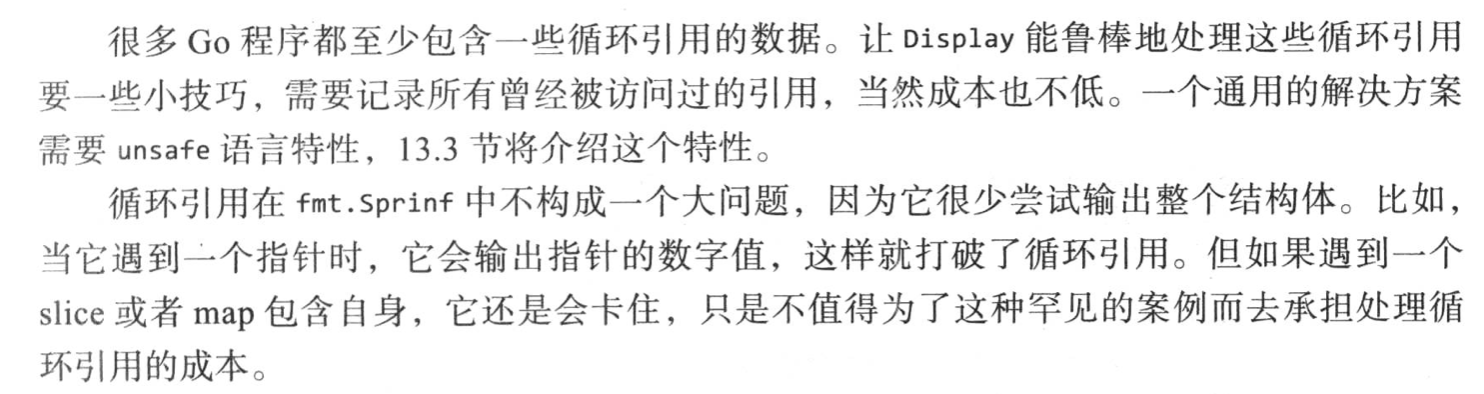 很多 Go 程序都至少包含一些循环引用的数据。让 Display 能鲁棒地处理这些循环引用
要一些小技巧，需要记录所有曾经被访问过的引用，当然成本也不低。一个通用的解决方案
需要 unsafe 语言特性，13.3 节将介绍这个特性。
循环引用在 fmt.Sprinf 中不构成一个大问题，因为它很少尝试输出整个结构体。比如，
当它遇到一个指针时，它会输出指针的数字值，这样就打破了循环引用。但如果遇到一个
slice 或者 map 包含自身，它还是会卡住，只是不值得为了这种罕见的案例而去承担处理循
环引用的成本。